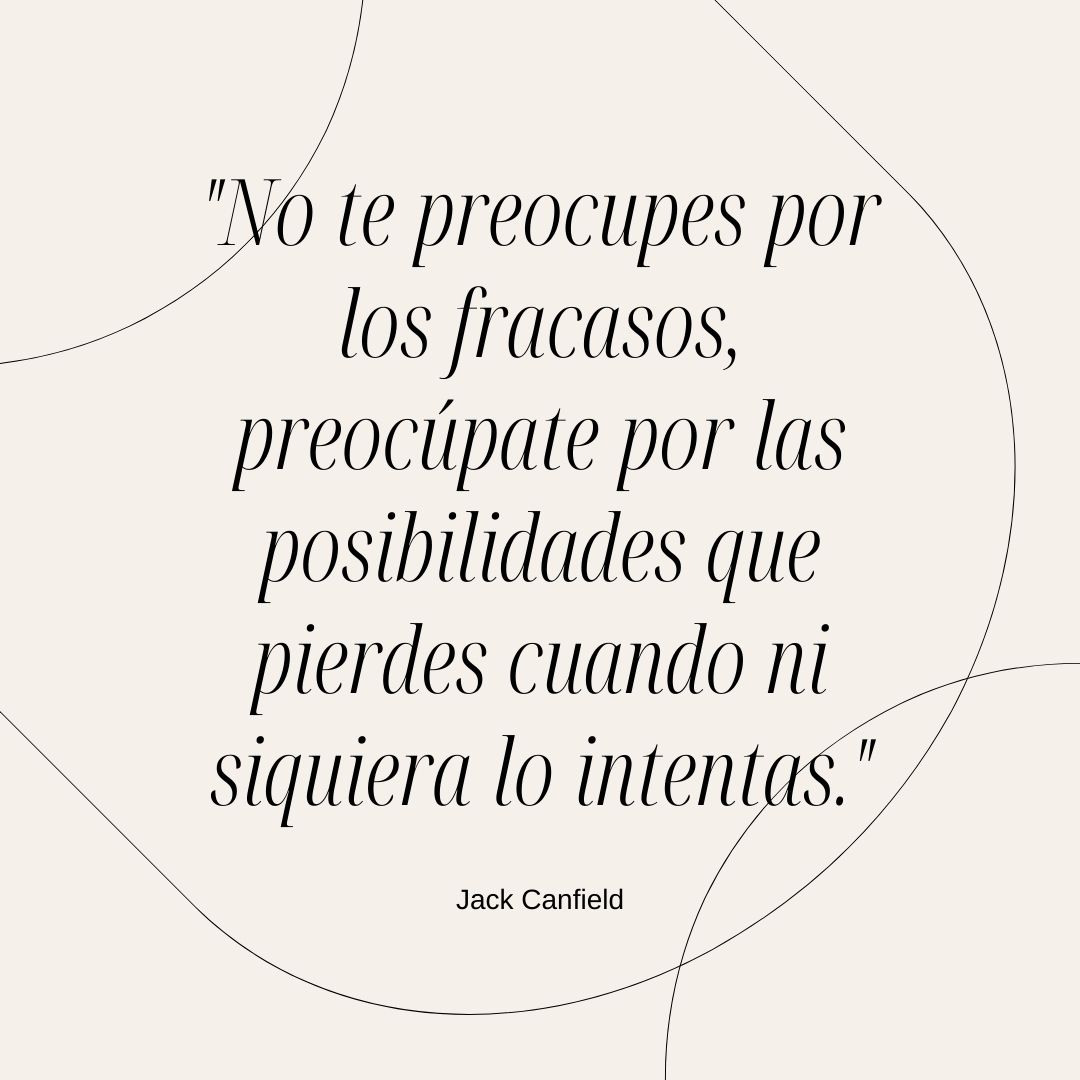 "No te preocupes por
los fracasos,
preocúpate por las
posibilidades que
pierdes cuando ni
siquiera lo intentas."
Jack Canfield